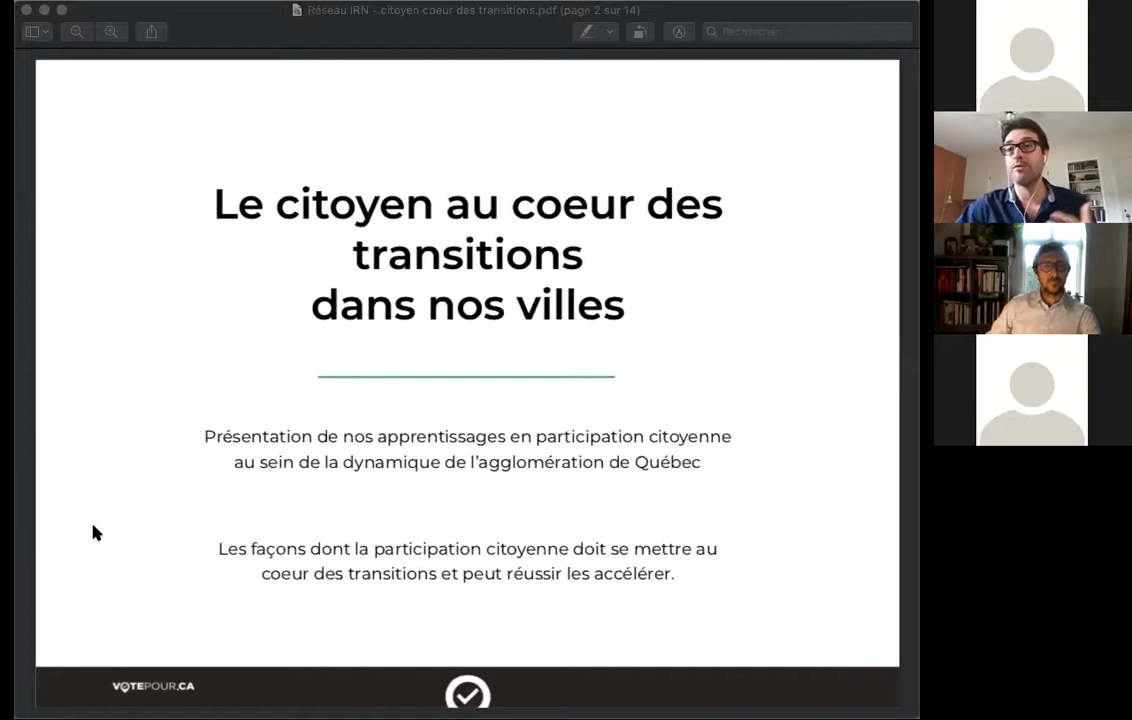 Réseau IRN - citoyen coeur des transitions.pdf (page 2 sur 14)
Rechercher
Le citoyen au coeur des
transitions
dans nos villes
Présentation de nos apprentissages en participation citoyenne
au sein de la dynamique de l'agglomération de Québec
Les façons dont la participation citoyenne doit se mettre au
coeur des transitions et peut réussir les accélérer.
VOTEPOUR.CA